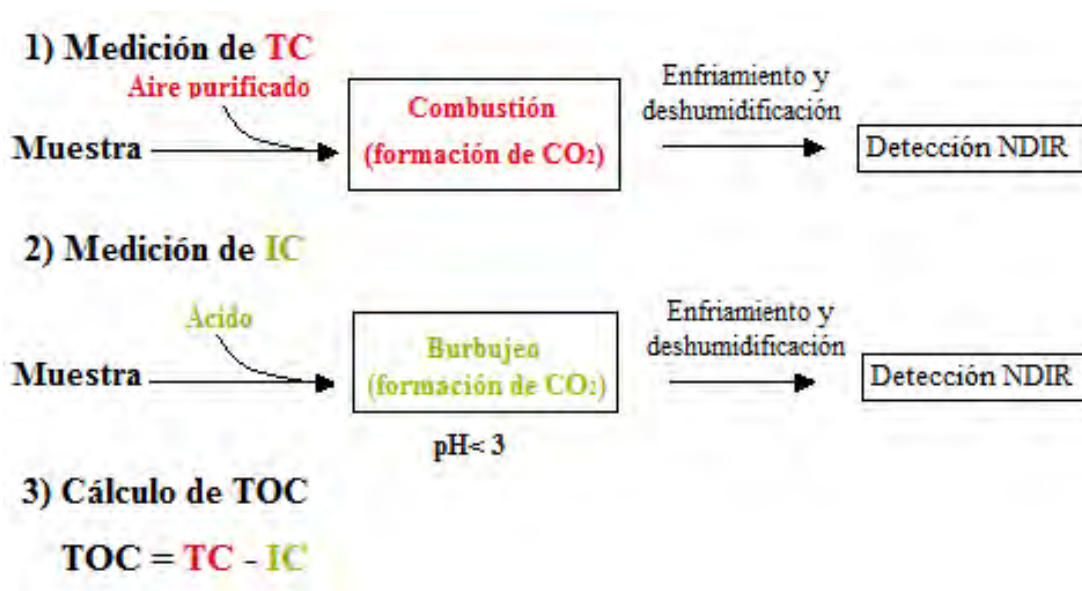 1) Medición de TC
Aire purificado
Muestra
Combustión
(formación de CO₂)
Enfriamiento y
deshumidificación
Detección NDIR
2) Medición de IC
Ácido
Muestra
Burbujeo
(formación de CO₂)
pH< 3
Enfriamiento y
deshumidificación
Detección NDIR
3) Cálculo de TOC
TOC = TC - IC